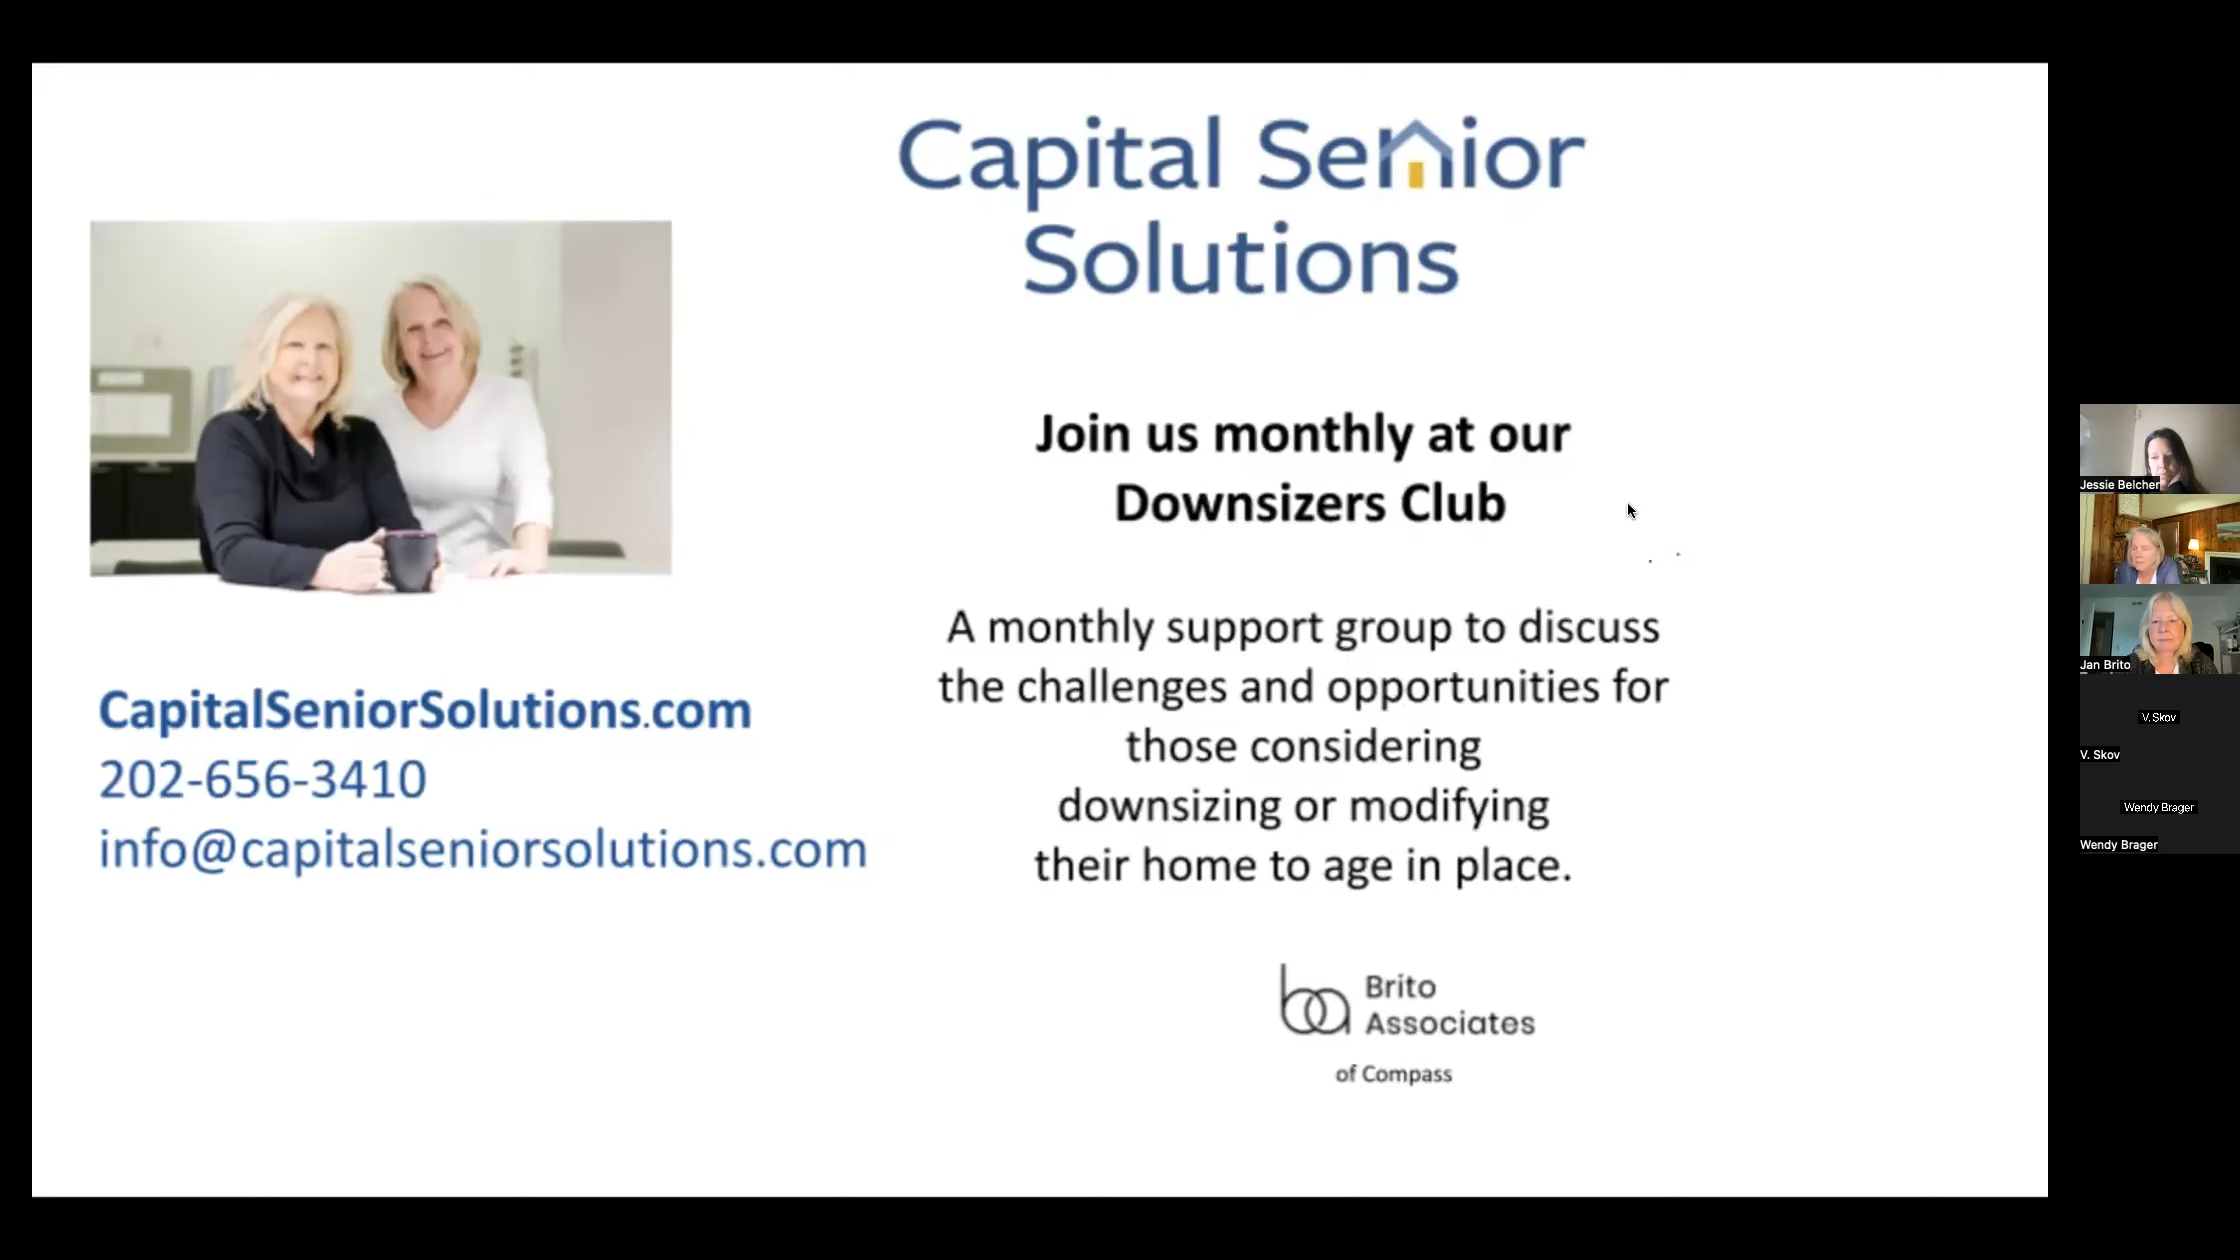 Capital Senior
Solutions
Join us monthly at our
Downsizers Club
A monthly support group to discuss
the challenges and opportunities for
those considering
downsizing or modifying
their home to age in place.
CapitalSeniorSolutions.com
202-656-3410
info@capitalseniorsolutions.com
ba
Brito
Associates
of Compass
Jessie Belcher
Jan Brito
V. Skov
V. Skov
Wendy Brager
Wendy Brager